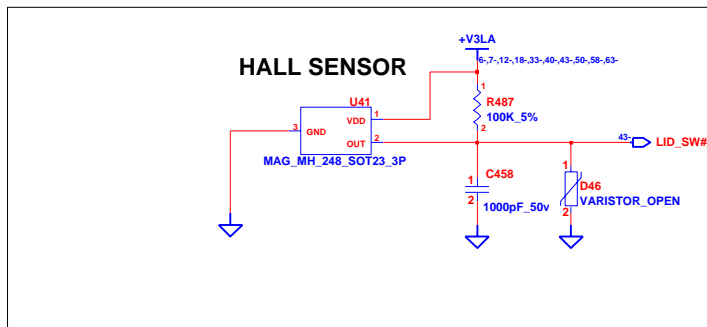 +V3LA
6-,7-,12-,18-,33-,40-,43-,50-,58-,63-
HALL SENSOR
U41
1
R487
100K_5%
2
3
GND
VDD
1
OUT
2
MAG_MH_248_SOT23_3P
43-
LID_SW#
C458
1
2
1000pF_50v
1
D46
2
VARISTOR_OPEN